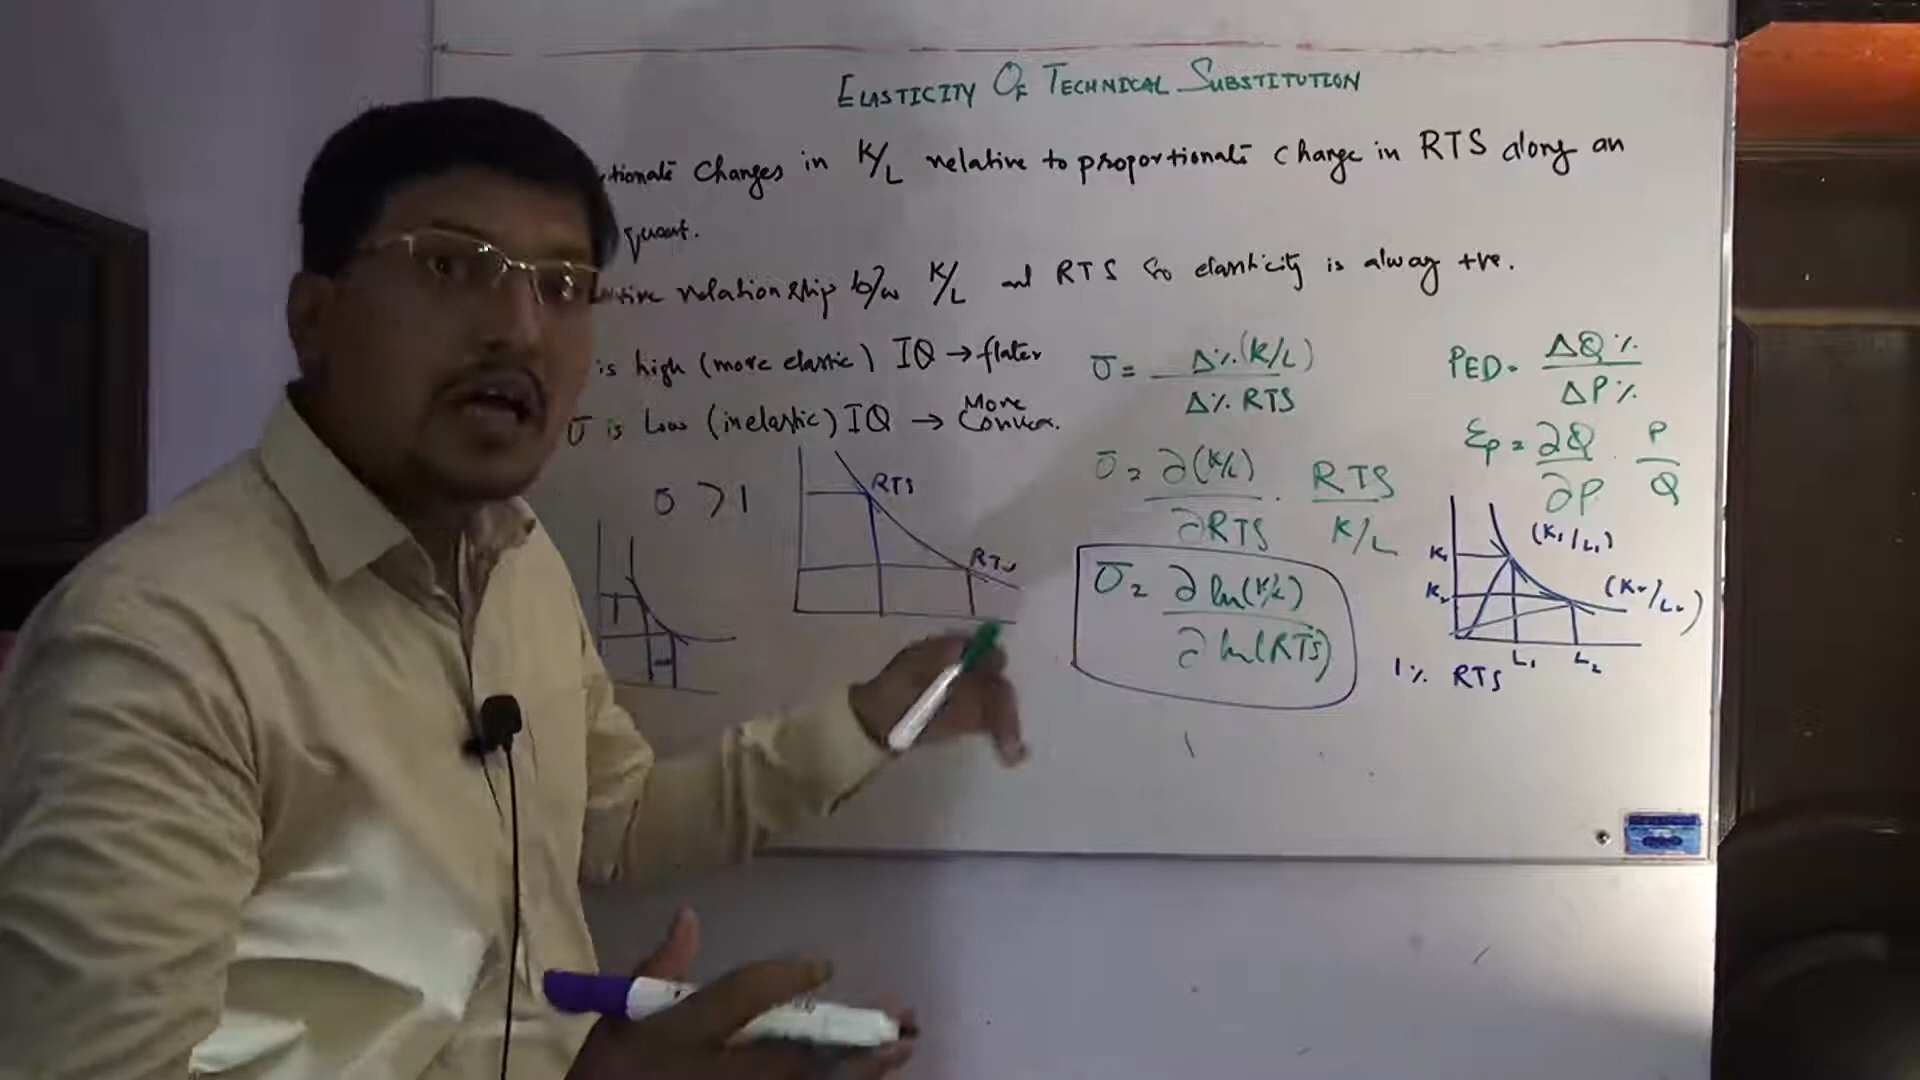 ELASTICITY OF TECHNICAL SUBSTITUTION
tionate Changes in K/L relative to proportionate change in RTS along an
quant.
itive relationship b/w K/L and RTS so elasticity is alway +ve.
is high (more elastic) IQ → flater
σ is Low (inelastic) IQ → More Convex.
σ > 1
RTS
RTS
σ = Δ%(K/L) / Δ% RTS
σ = ∂(K/L) / ∂RTS . RTS / K/L
σ = ∂ ln(K/L) / ∂ ln(RTS)
PED = ΔQ% / ΔP%
Ep = ∂Q / ∂P . P / Q
(K₁/L₁)
K₁
K₂
(K₂/L₂)
L₁ L₂
1% RTS